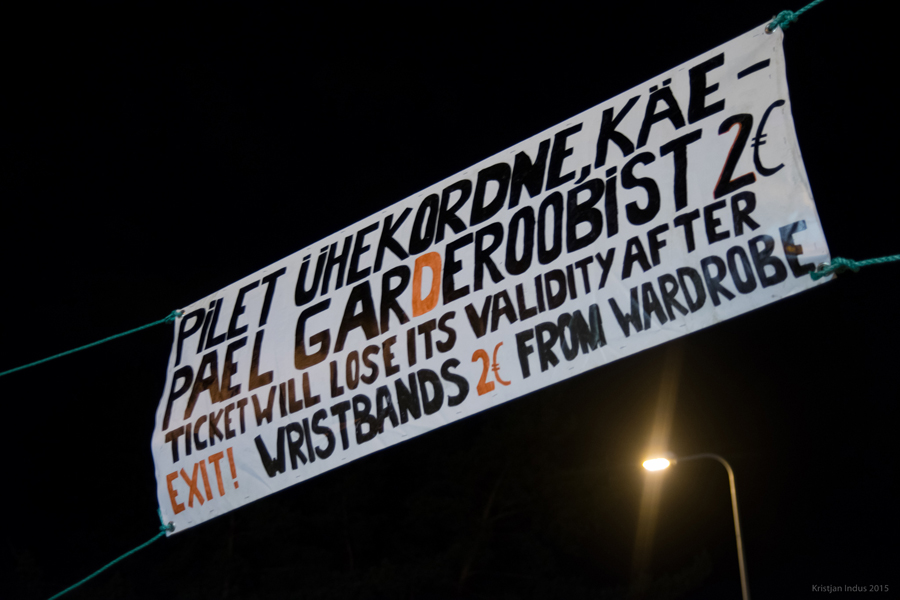 PILET ÜHEKORDNE, KÄE-
PAEL GARDEROOBIST 2€
TICKET WILL LOSE ITS VALIDITY AFTER
EXIT! WRISTBANDS 2€ FROM WARDROBE
Kristjan Indus 2015